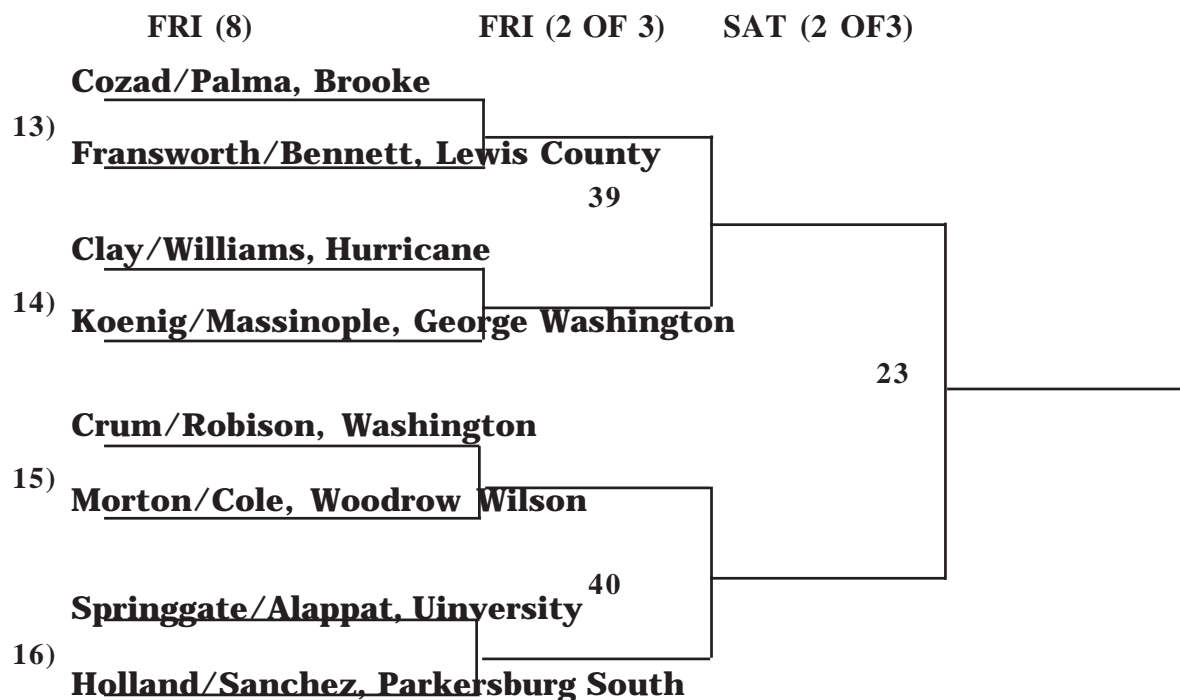 FRI (8) FRI (2 OF 3) SAT (2 OF3)
Cozad/Palma, Brooke
13)
Fransworth/Bennett, Lewis County
39
Clay/Williams, Hurricane
14)
Koenig/Massinople, George Washington
23
Crum/Robison, Washington
15)
Morton/Cole, Woodrow Wilson
40
Springgate/Alappat, Uinversity
16)
Holland/Sanchez, Parkersburg South